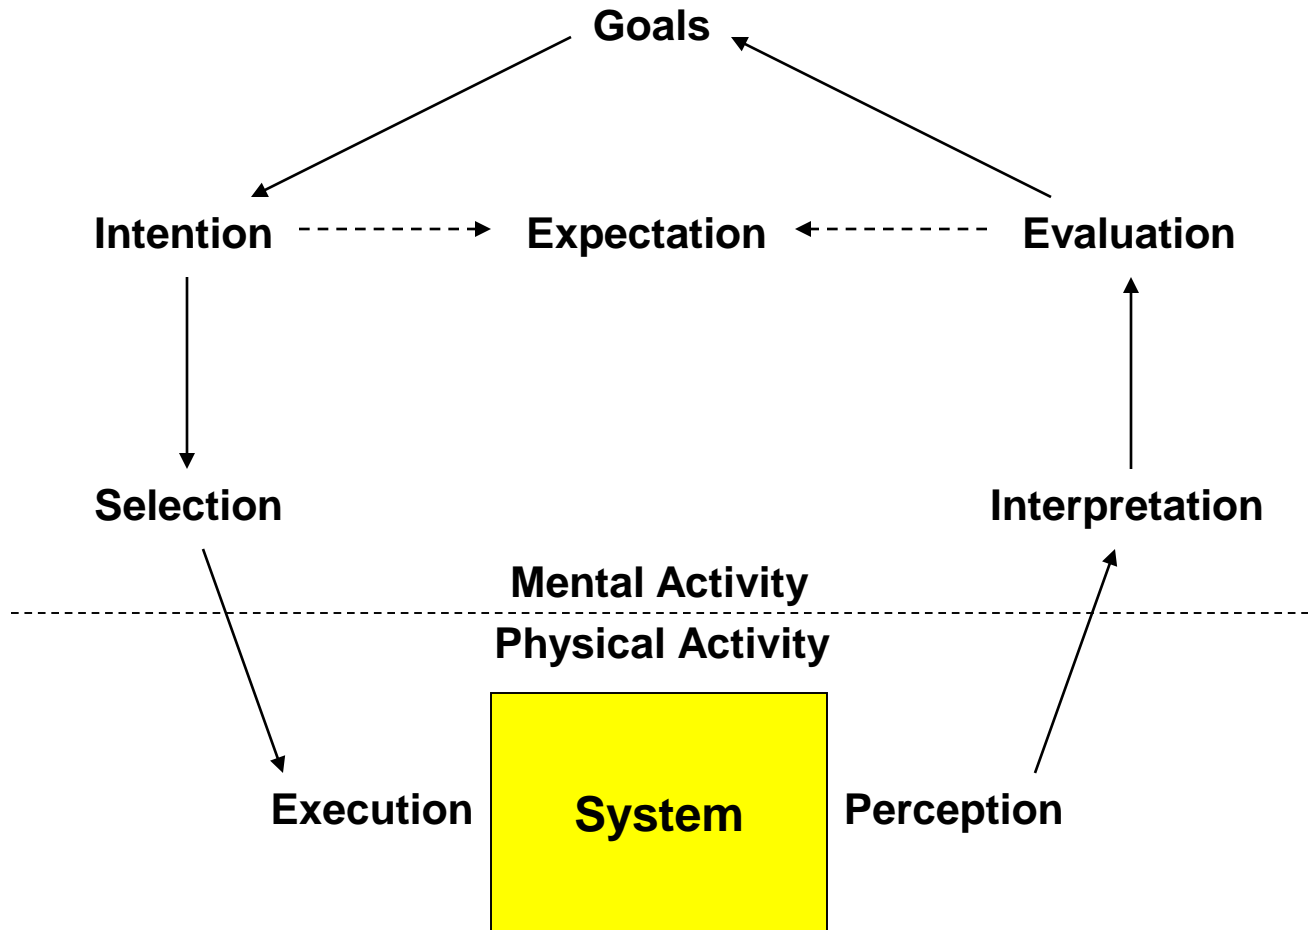 Goals
Intention
Expectation
Evaluation
Selection
Interpretation
Mental Activity
Physical Activity
Execution
System
Perception